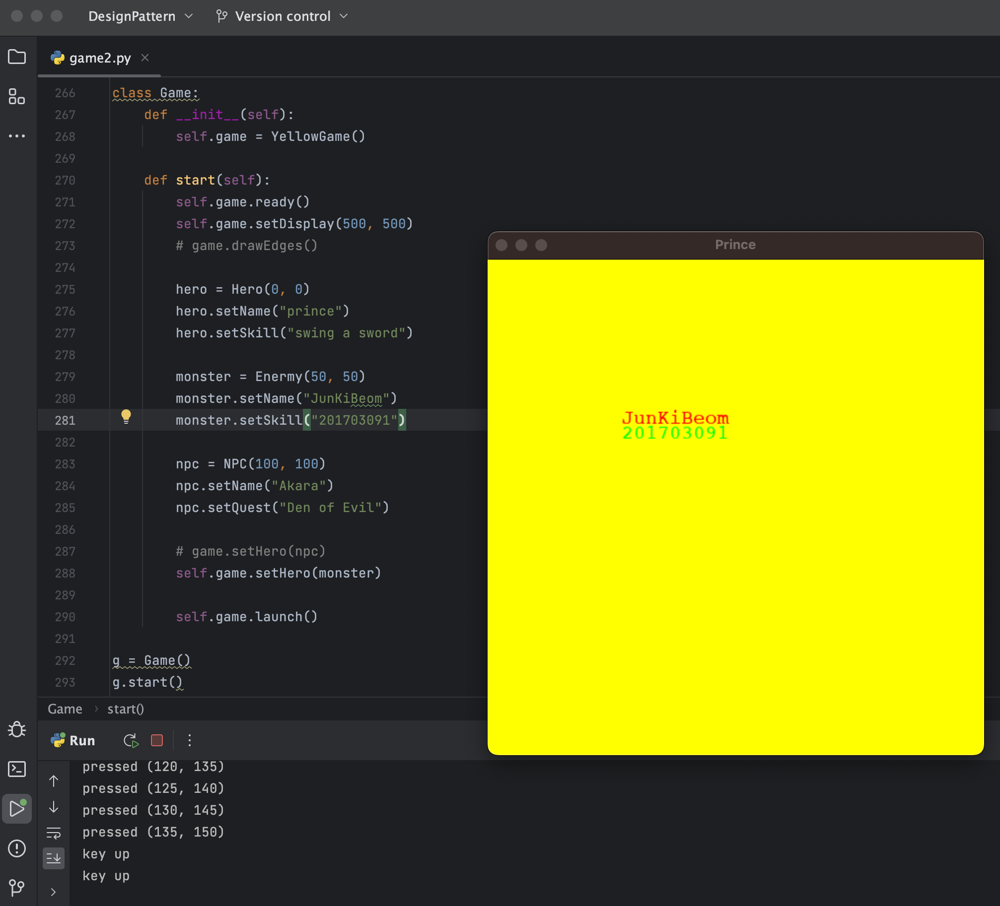 DesignPattern
Version control
game2.py
266 class Game:
267 def __init__(self):
268 self.game = YellowGame()
269
270 def start(self):
271 self.game.ready()
272 self.game.setDisplay(500, 500)
273 # game.drawEdges()
274
275 hero = Hero(0, 0)
276 hero.setName("prince")
277 hero.setSkill("swing a sword")
278
279 monster = Enermy(50, 50)
280 monster.setName("JunKiBeom")
281 monster.setSkill("201703091")
282
283 npc = NPC(100, 100)
284 npc.setName("Akara")
285 npc.setQuest("Den of Evil")
286
287 # game.setHero(npc)
288 self.game.setHero(monster)
289
290 self.game.launch()
291
292 g = Game()
293 g.start()
Prince
JunKiBeom
201703091
Game › start()
Run
pressed (120, 135)
pressed (125, 140)
pressed (130, 145)
pressed (135, 150)
key up
key up